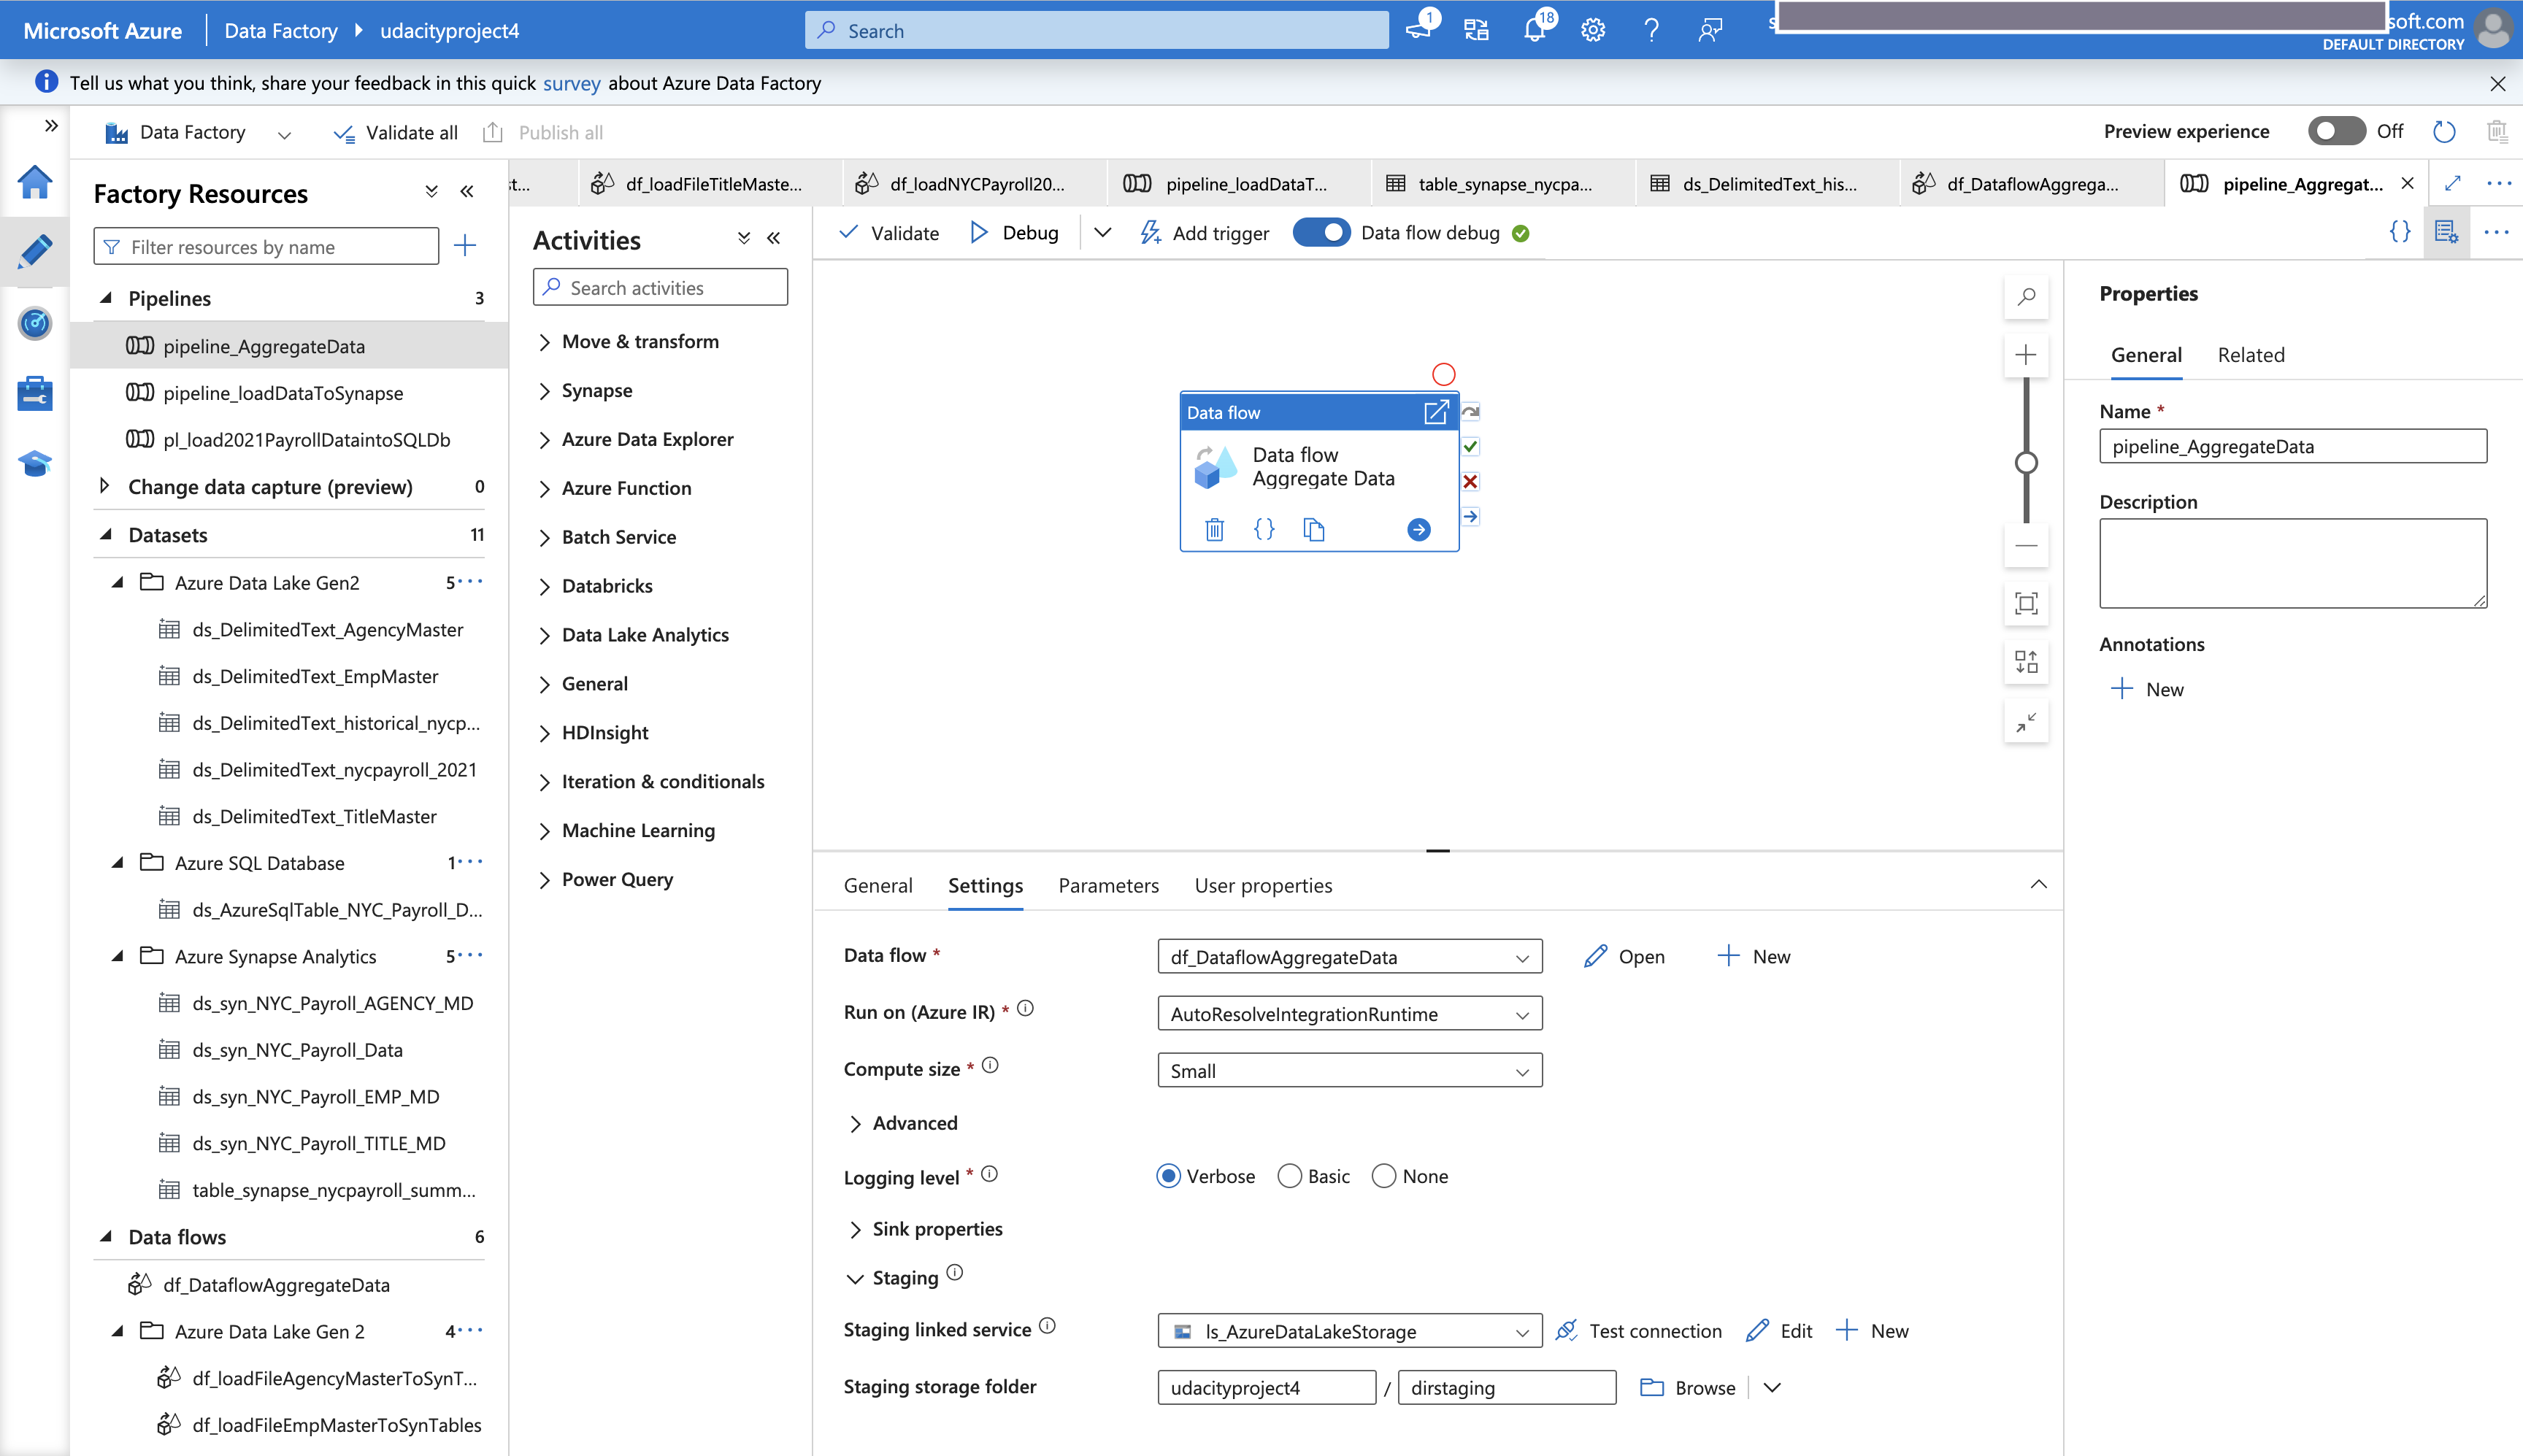 Microsoft Azure
Data Factory
udacityproject4
Search
1
18
soft.com
DEFAULT DIRECTORY
Tell us what you think, share your feedback in this quick survey about Azure Data Factory
Data Factory
Validate all
Publish all
Preview experience
Off
Factory Resources
st...
df_loadFileTitleMaste...
df_loadNYCPayroll20...
pipeline_loadDataT...
table_synapse_nycpa...
ds_DelimitedText_his...
df_DataflowAggrega...
pipeline_Aggregat...
Filter resources by name
Pipelines
3
pipeline_AggregateData
pipeline_loadDataToSynapse
pl_load2021PayrollDataintoSQLDb
Change data capture (preview)
0
Datasets
11
Azure Data Lake Gen2
5
ds_DelimitedText_AgencyMaster
ds_DelimitedText_EmpMaster
ds_DelimitedText_historical_nycp...
ds_DelimitedText_nycpayroll_2021
ds_DelimitedText_TitleMaster
Azure SQL Database
1
ds_AzureSqlTable_NYC_Payroll_D...
Azure Synapse Analytics
5
ds_syn_NYC_Payroll_AGENCY_MD
ds_syn_NYC_Payroll_Data
ds_syn_NYC_Payroll_EMP_MD
ds_syn_NYC_Payroll_TITLE_MD
table_synapse_nycpayroll_summ...
Data flows
6
df_DataflowAggregateData
Azure Data Lake Gen 2
4
df_loadFileAgencyMasterToSynT...
df_loadFileEmpMasterToSynTables
Activities
Search activities
Move & transform
Synapse
Azure Data Explorer
Azure Function
Batch Service
Databricks
Data Lake Analytics
General
HDInsight
Iteration & conditionals
Machine Learning
Power Query
Validate
Debug
Add trigger
Data flow debug
Data flow
Data flow
Aggregate Data
General
Settings
Parameters
User properties
Data flow *
df_DataflowAggregateData
Open
New
Run on (Azure IR) *
AutoResolveIntegrationRuntime
Compute size *
Small
Advanced
Logging level *
Verbose
Basic
None
Sink properties
Staging
Staging linked service
ls_AzureDataLakeStorage
Test connection
Edit
New
Staging storage folder
udacityproject4
/
dirstaging
Browse
Properties
General
Related
Name *
pipeline_AggregateData
Description
Annotations
New